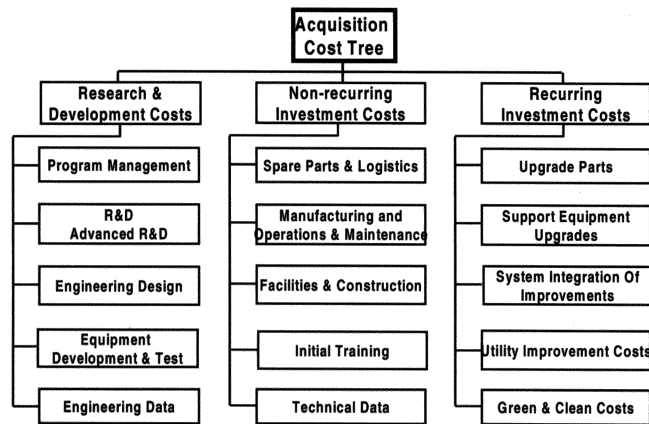 Acquisition
Cost Tree
Research &
Development Costs
Non-recurring
Investment Costs
Recurring
Investment Costs
Program Management
R&D
Advanced R&D
Engineering Design
Equipment
Development & Test
Engineering Data
Spare Parts & Logistics
Manufacturing and
Operations & Maintenance
Facilities & Construction
Initial Training
Technical Data
Upgrade Parts
Support Equipment
Upgrades
System Integration Of
Improvements
Utility Improvement Costs
Green & Clean Costs